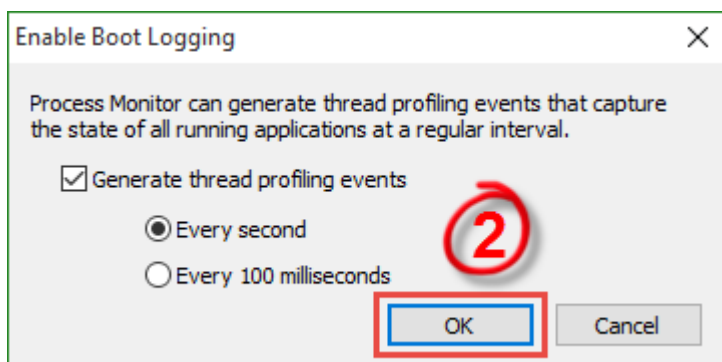 Enable Boot Logging
Process Monitor can generate thread profiling events that capture
the state of all running applications at a regular interval.
Generate thread profiling events
Every second
2
Every 100 milliseconds
OK
Cancel